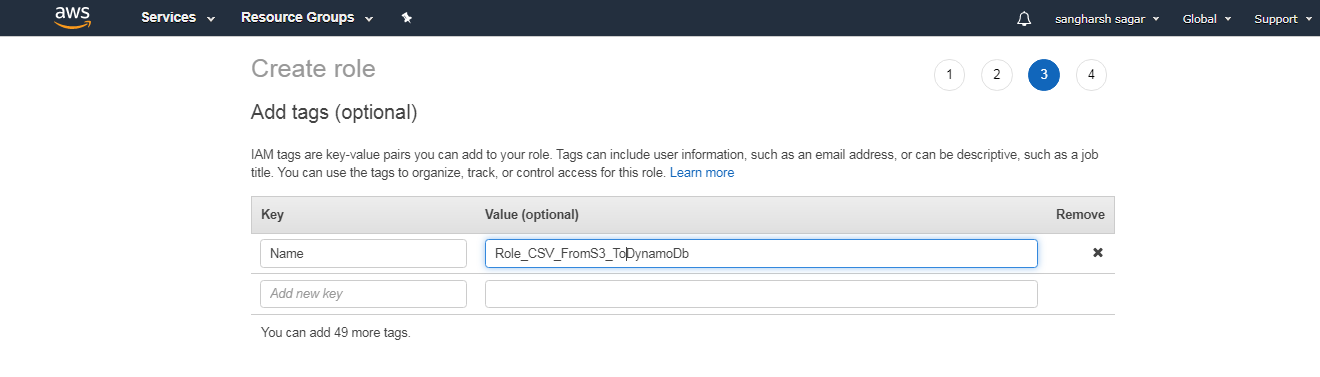 aws Services Resource Groups sangharsh sagar Global Support
Create role 1 2 3 4
Add tags (optional)
IAM tags are key-value pairs you can add to your role. Tags can include user information, such as an email address, or can be descriptive, such as a job
title. You can use the tags to organize, track, or control access for this role. Learn more
Key Value (optional) Remove
Name Role_CSV_FromS3_ToDynamoDb
Add new key
You can add 49 more tags.